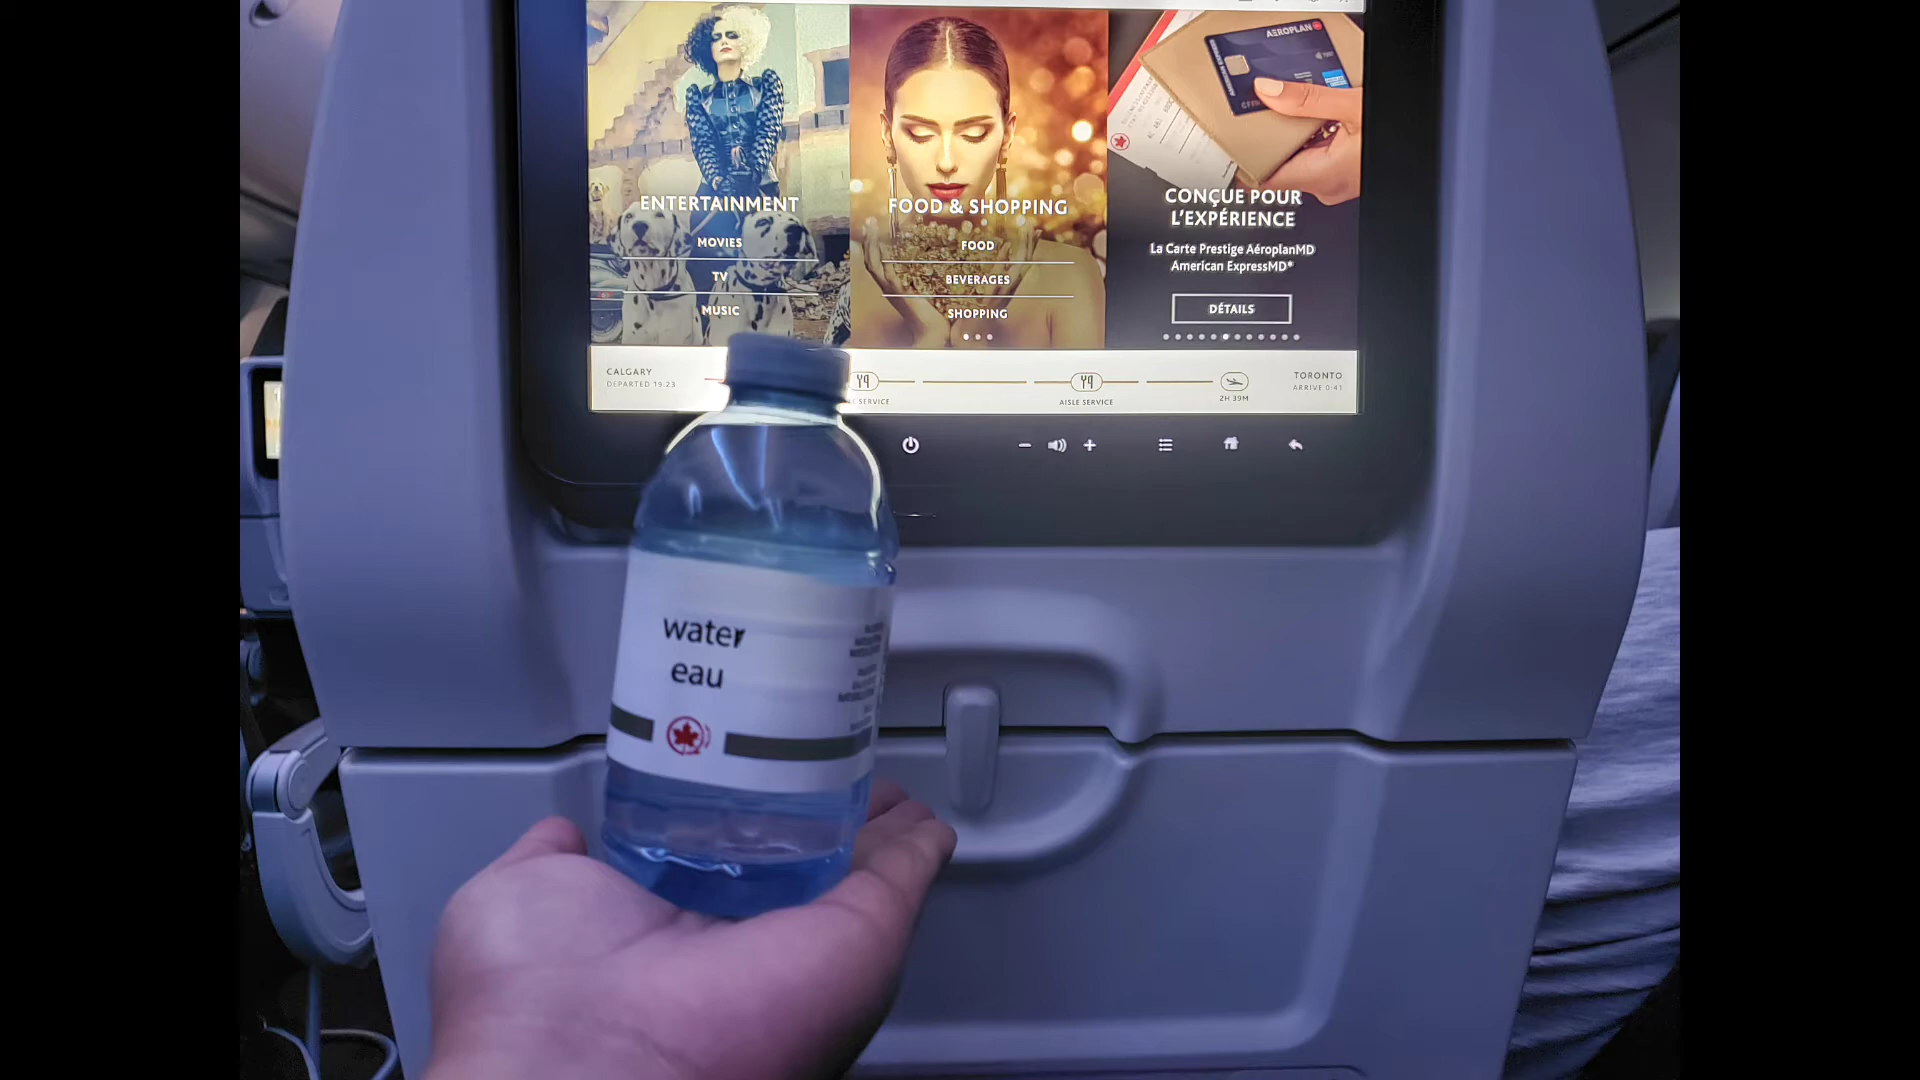 AEROPLAN
ENTERTAINMENT
MOVIES
TV
MUSIC
FOOD & SHOPPING
FOOD
BEVERAGES
SHOPPING
CONÇUE POUR
L'EXPÉRIENCE
La Carte Prestige AéroplanMD
American ExpressMD*
DÉTAILS
CALGARY
DEPARTED 19:23
SERVICE
AISLE SERVICE
2H 39M
TORONTO
ARRIVE 0:41
water
eau